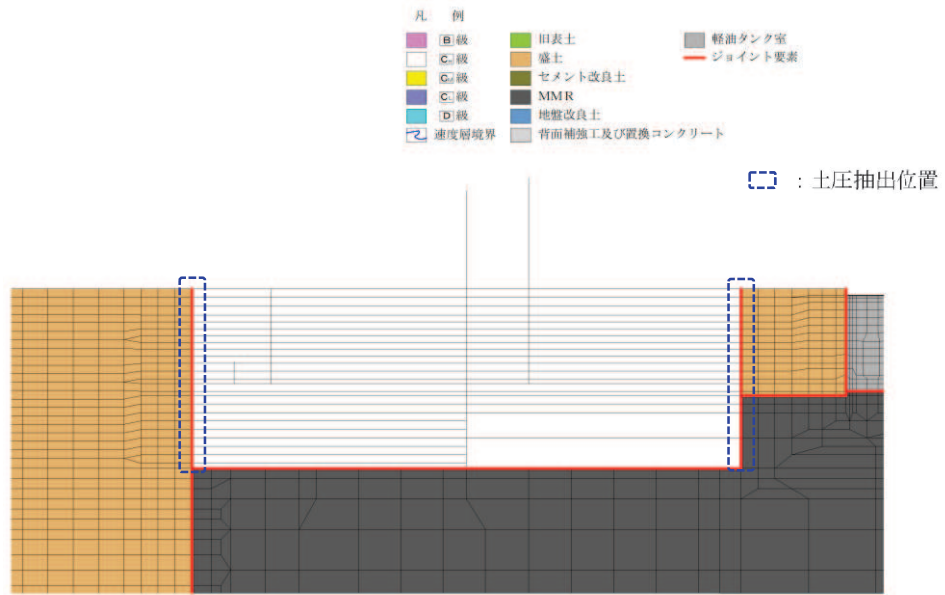 凡 例
B 級
CH 級
CM 級
CL 級
D 級
速度層境界
旧表土
盛土
セメント改良土
MMR
地盤改良土
背面補強工及び置換コンクリート
軽油タンク室
ジョイント要素
:土圧抽出位置